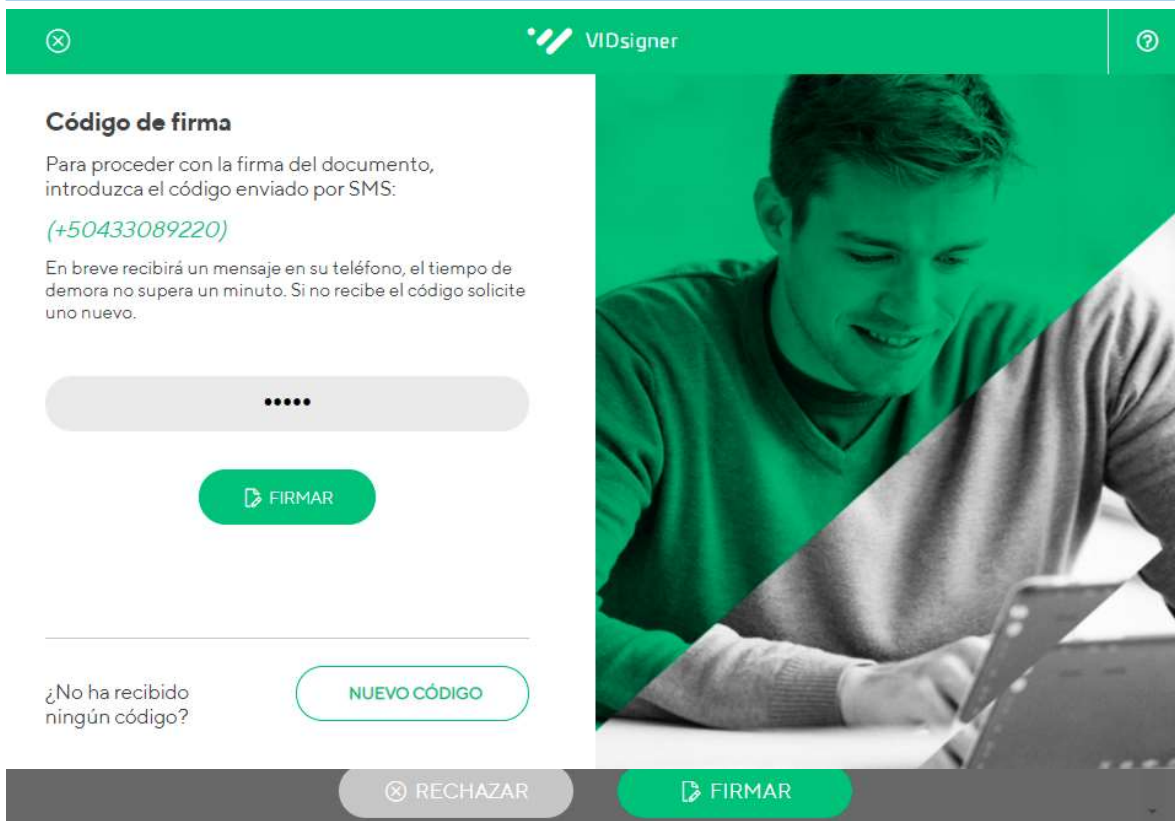 VIDsigner
Código de firma
Para proceder con la firma del documento,
introduzca el código enviado por SMS:
(+50433089220)
En breve recibirá un mensaje en su teléfono, el tiempo de
demora no supera un minuto. Si no recibe el código solicite
uno nuevo.
•••••
FIRMAR
¿No ha recibido
ningún código?
NUEVO CÓDIGO
RECHAZAR
FIRMAR